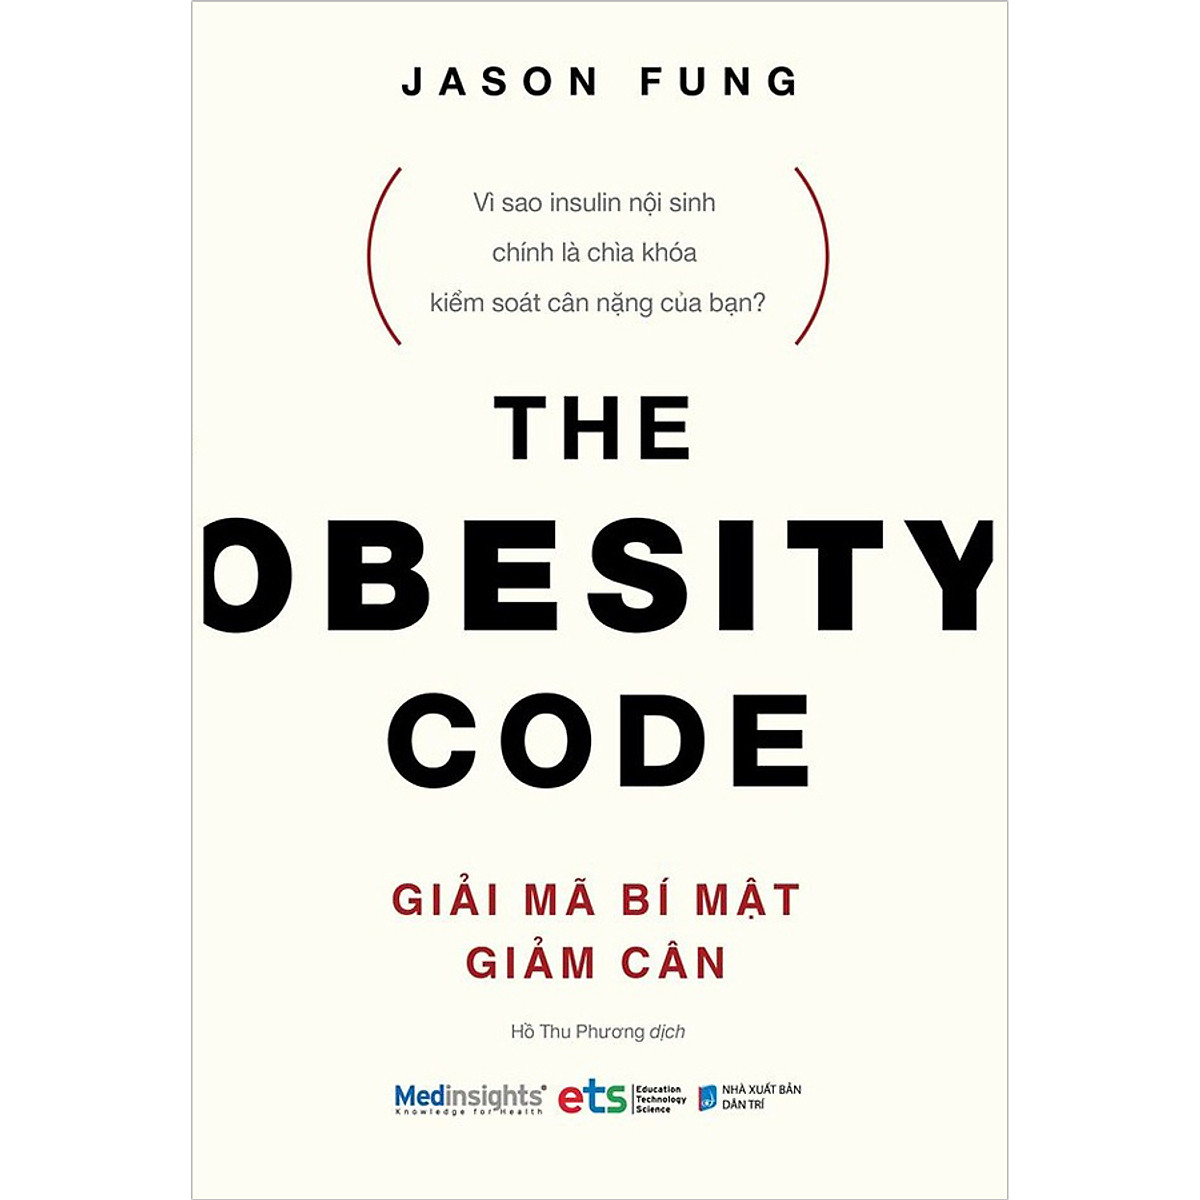 JASON FUNG
Vì sao insulin nội sinh
chính là chìa khóa
kiểm soát cân nặng của bạn?
THE
OBESITY
CODE
GIẢI MÃ BÍ MẬT
GIẢM CÂN
Hồ Thu Phương dịch
Medinsights®
Knowledge for Health
ets
Education
Technology
Science
NHÀ XUẤT BẢN
DÂN TRÍ